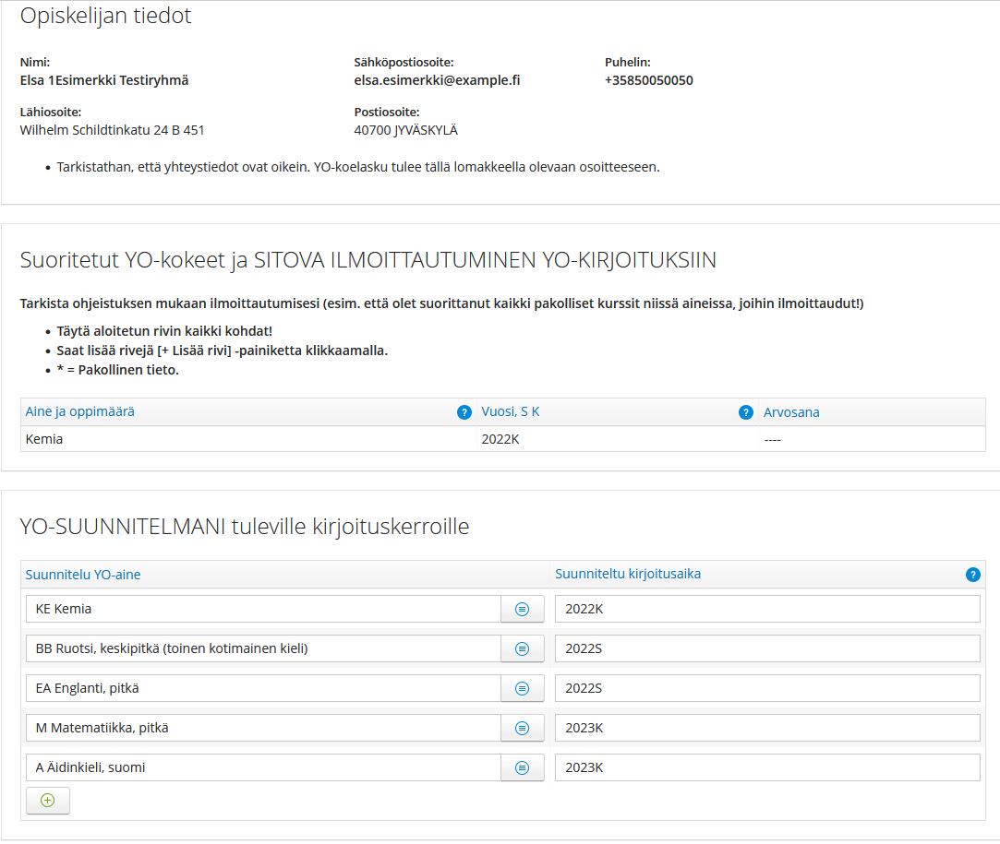 Opiskelijan tiedot
Nimi: Sähköpostiosoite: Puhelin:
Elsa 1Esimerkki Testiryhmä elsa.esimerkki@example.fi +35850050050
Lähiosoite: Postiosoite:
Wilhelm Schildtinkatu 24 B 451 40700 JYVÄSKYLÄ
• Tarkistathan, että yhteystiedot ovat oikein. YO-koelasku tulee tällä lomakkeella olevaan osoitteeseen.
Suoritetut YO-kokeet ja SITOVA ILMOITTAUTUMINEN YO-KIRJOITUKSIIN
Tarkista ohjeistuksen mukaan ilmoittautumisesi (esim. että olet suorittanut kaikki pakolliset kurssit niissä aineissa, joihin ilmoittaudut!)
• Täytä aloitetun rivin kaikki kohdat!
• Saat lisää rivejä [+ Lisää rivi] -painiketta klikkaamalla.
• * = Pakollinen tieto.
Aine ja oppimäärä ? Vuosi, S K ? Arvosana
Kemia 2022K ----
YO-SUUNNITELMANI tuleville kirjoituskerroille
Suunnitelu YO-aine Suunniteltu kirjoitusaika ?
KE Kemia 2022K
BB Ruotsi, keskipitkä (toinen kotimainen kieli) 2022S
EA Englanti, pitkä 2022S
M Matematiikka, pitkä 2023K
A Äidinkieli, suomi 2023K